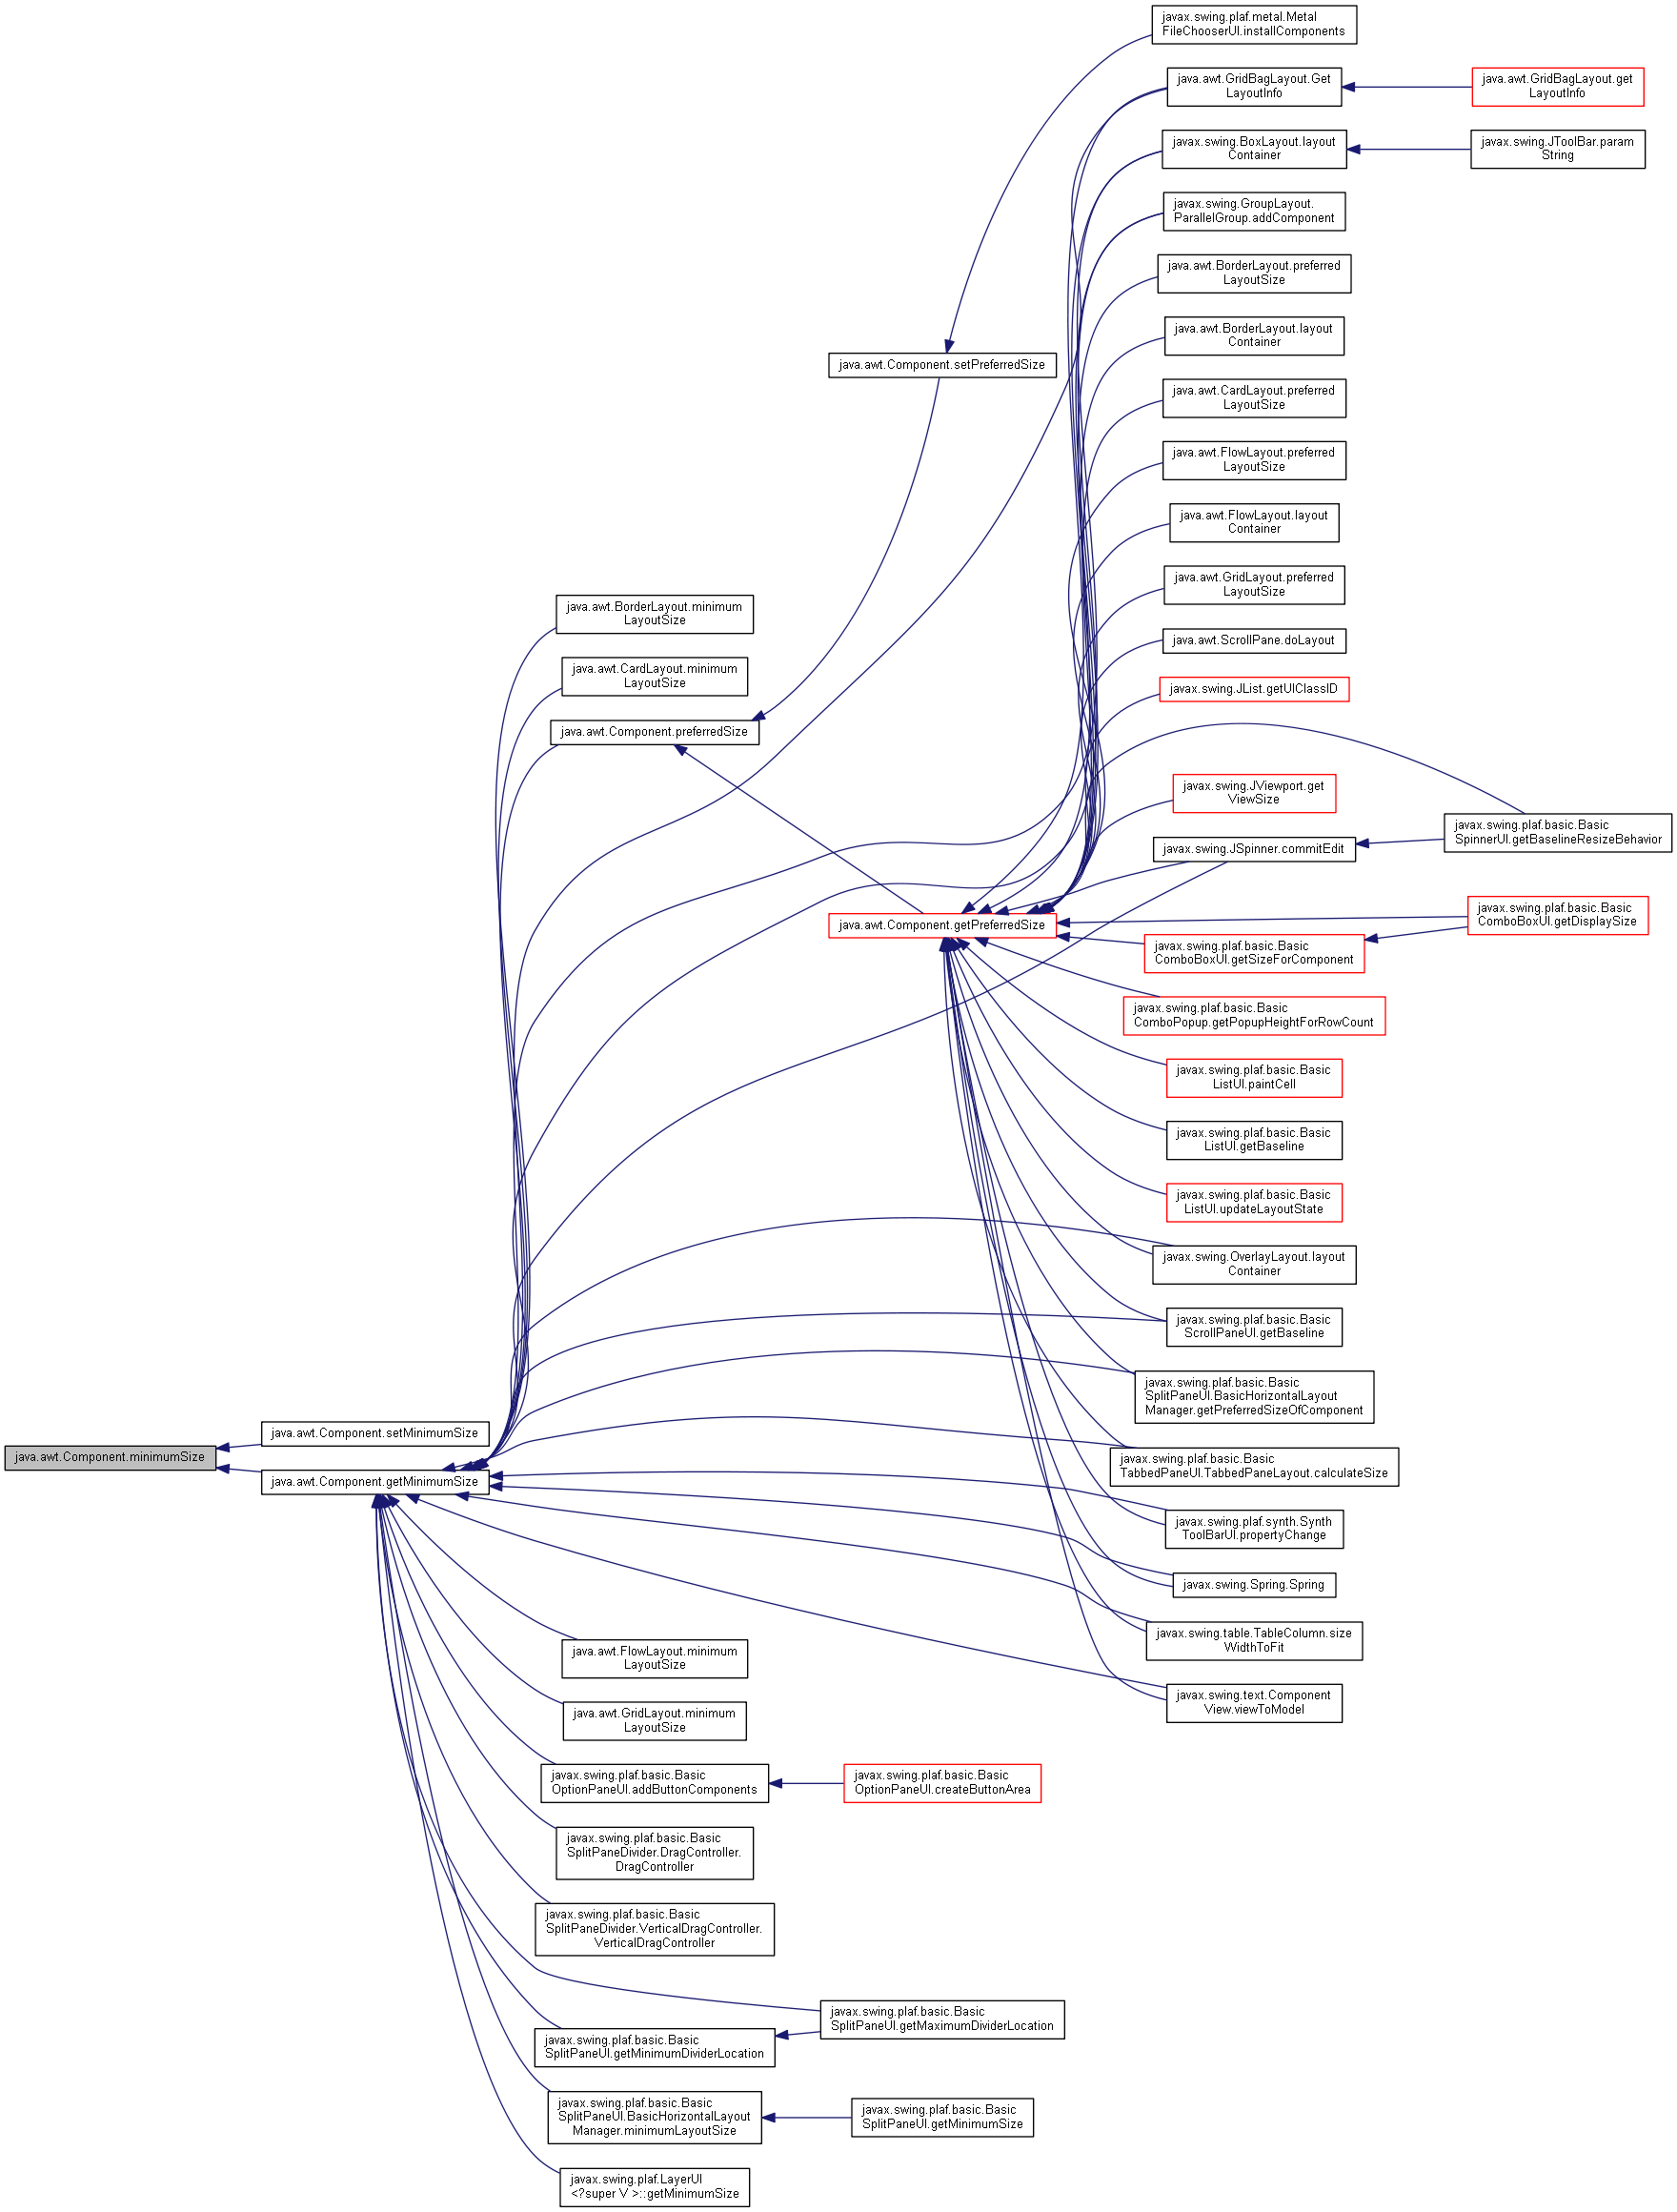 javax.swing.plaf.metal.Metal
FileChooserUI.installComponents
java.awt.GridBagLayout.Get
LayoutInfo
java.awt.GridBagLayout.get
LayoutInfo
javax.swing.BoxLayout.layout
Container
javax.swing.JToolBar.param
String
javax.swing.GroupLayout.
ParallelGroup.addComponent
java.awt.BorderLayout.preferred
LayoutSize
java.awt.BorderLayout.layout
Container
java.awt.Component.setPreferredSize
java.awt.CardLayout.preferred
LayoutSize
java.awt.FlowLayout.preferred
LayoutSize
java.awt.FlowLayout.layout
Container
java.awt.GridLayout.preferred
LayoutSize
java.awt.BorderLayout.minimum
LayoutSize
java.awt.ScrollPane.doLayout
java.awt.CardLayout.minimum
LayoutSize
javax.swing.JList.getUIClassID
java.awt.Component.preferredSize
javax.swing.JViewport.get
ViewSize
javax.swing.plaf.basic.Basic
SpinnerUI.getBaselineResizeBehavior
javax.swing.JSpinner.commitEdit
java.awt.Component.getPreferredSize
javax.swing.plaf.basic.Basic
ComboBoxUI.getDisplaySize
javax.swing.plaf.basic.Basic
ComboBoxUI.getSizeForComponent
javax.swing.plaf.basic.Basic
ComboPopup.getPopupHeightForRowCount
javax.swing.plaf.basic.Basic
ListUI.paintCell
javax.swing.plaf.basic.Basic
ListUI.getBaseline
javax.swing.plaf.basic.Basic
ListUI.updateLayoutState
javax.swing.OverlayLayout.layout
Container
javax.swing.plaf.basic.Basic
ScrollPaneUI.getBaseline
javax.swing.plaf.basic.Basic
SplitPaneUI.BasicHorizontalLayout
Manager.getPreferredSizeOfComponent
java.awt.Component.setMinimumSize
java.awt.Component.minimumSize
java.awt.Component.getMinimumSize
javax.swing.plaf.basic.Basic
TabbedPaneUI.TabbedPaneLayout.calculateSize
javax.swing.plaf.synth.Synth
ToolBarUI.propertyChange
javax.swing.Spring.Spring
javax.swing.table.TableColumn.size
WidthToFit
java.awt.FlowLayout.minimum
LayoutSize
javax.swing.text.Component
View.viewToModel
java.awt.GridLayout.minimum
LayoutSize
javax.swing.plaf.basic.Basic
OptionPaneUI.addButtonComponents
javax.swing.plaf.basic.Basic
OptionPaneUI.createButtonArea
javax.swing.plaf.basic.Basic
SplitPaneDivider.DragController.
DragController
javax.swing.plaf.basic.Basic
SplitPaneDivider.VerticalDragController.
VerticalDragController
javax.swing.plaf.basic.Basic
SplitPaneUI.getMaximumDividerLocation
javax.swing.plaf.basic.Basic
SplitPaneUI.getMinimumDividerLocation
javax.swing.plaf.basic.Basic
SplitPaneUI.BasicHorizontalLayout
Manager.minimumLayoutSize
javax.swing.plaf.basic.Basic
SplitPaneUI.getMinimumSize
javax.swing.plaf.LayerUI
<?super V >::getMinimumSize